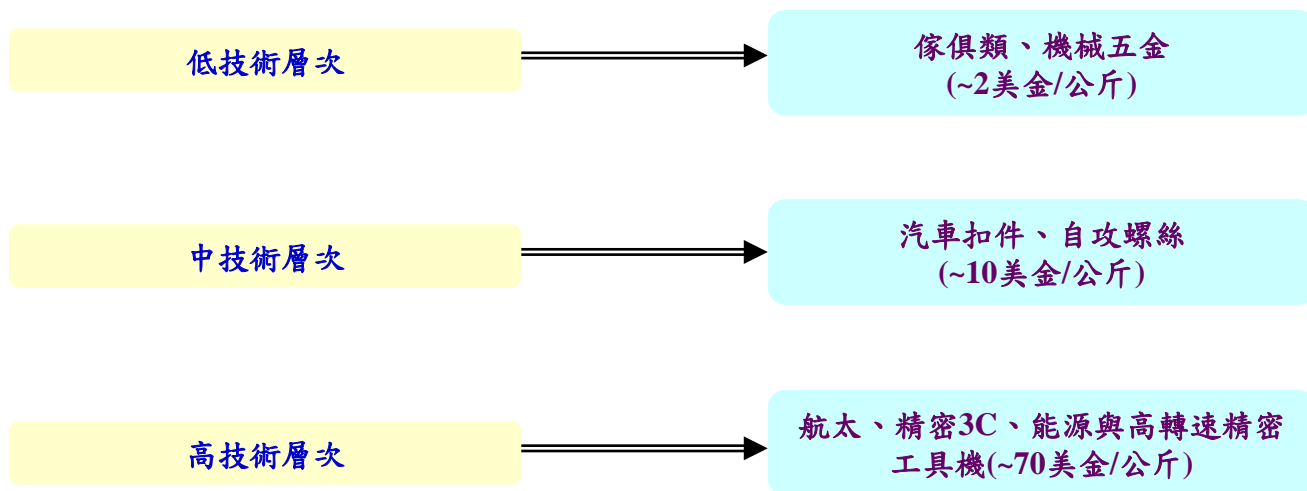 低技術層次
傢俱類、機械五金
(~2美金/公斤)
中技術層次
汽車扣件、自攻螺絲
(~10美金/公斤)
高技術層次
航太、精密3C、能源與高轉速精密
工具機(~70美金/公斤)